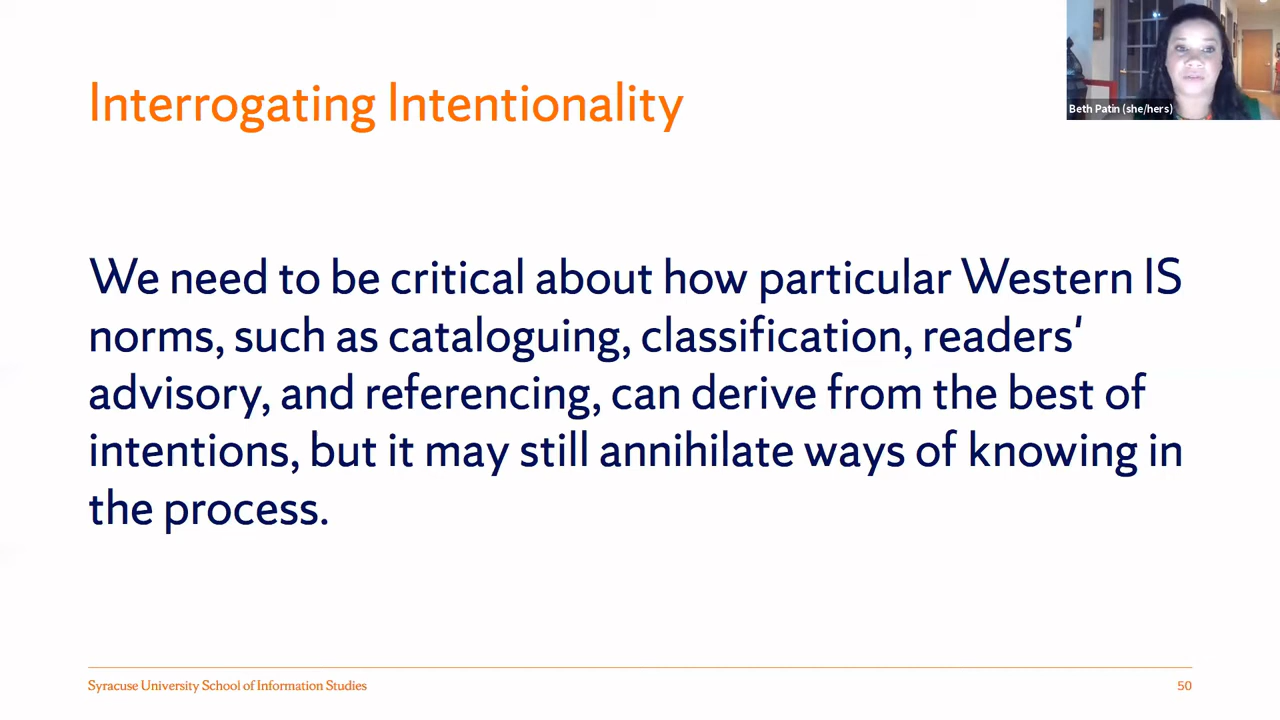 Interrogating Intentionality
Beth Patin (she/hers)
We need to be critical about how particular Western IS
norms, such as cataloguing, classification, readers'
advisory, and referencing, can derive from the best of
intentions, but it may still annihilate ways of knowing in
the process.
Syracuse University School of Information Studies
50